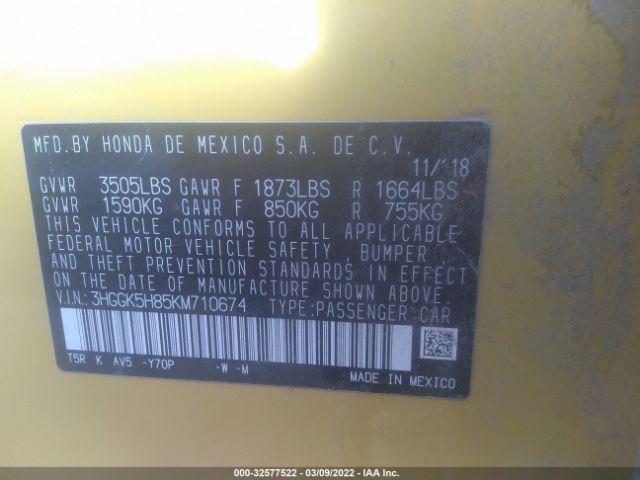 MFD.BY HONDA DE MEXICO S.A. DE C.V.
11/'18
GVWR 3505LBS GAWR F 1873LBS R 1664LBS
GVWR 1590KG GAWR F 850KG R 755KG
THIS VEHICLE CONFORMS TO ALL APPLICABLE
FEDERAL MOTOR VEHICLE SAFETY, BUMPER
AND THEFT PREVENTION STANDARDS IN EFFECT
ON THE DATE OF MANUFACTURE SHOWN ABOVE.
V.I.N.: 3HGGK5H85KM710674 TYPE:PASSENGER CAR
T5R K AV5 -Y70P -W -M
MADE IN MEXICO
000-32577522 - 03/09/2022 - IAA Inc.